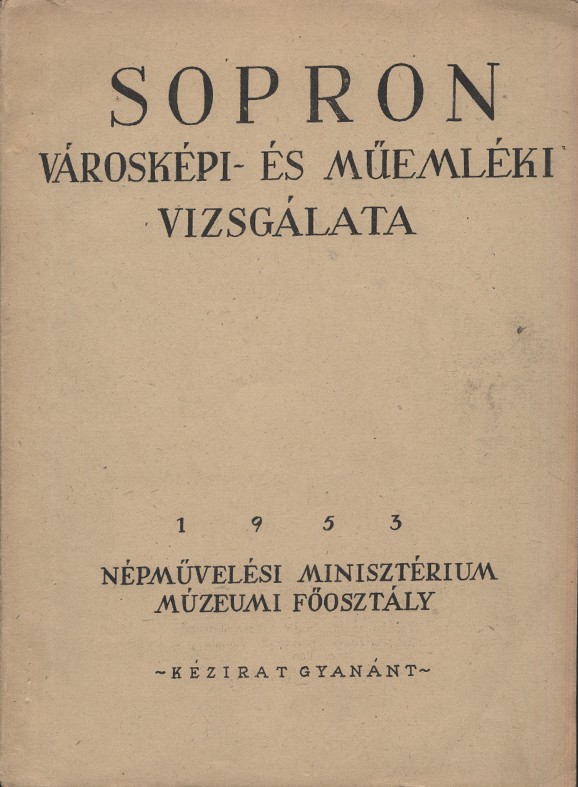 SOPRON
VÁROSKÉPI- ÉS MŰEMLÉKI
VIZSGÁLATA
1 9 5 3
NÉPMŰVELÉSI MINISZTÉRIUM
MÚZEUMI FŐOSZTÁLY
~KÉZIRAT GYANÁNT~